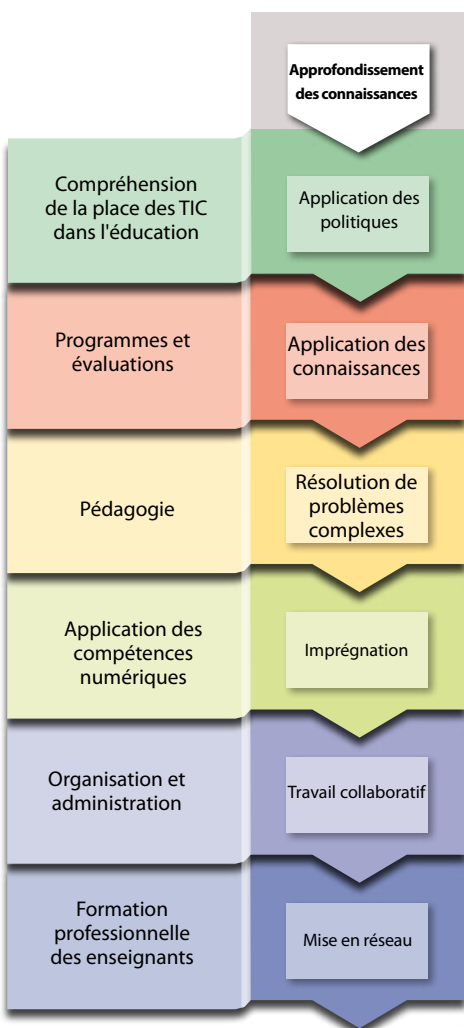 Approfondissement
des connaissances
Compréhension
de la place des TIC
dans l'éducation
Application des
politiques
Programmes et
évaluations
Application des
connaissances
Pédagogie
Résolution de
problèmes
complexes
Application des
compétences
numériques
Imprégnation
Organisation et
administration
Travail collaboratif
Formation
professionnelle
des enseignants
Mise en réseau